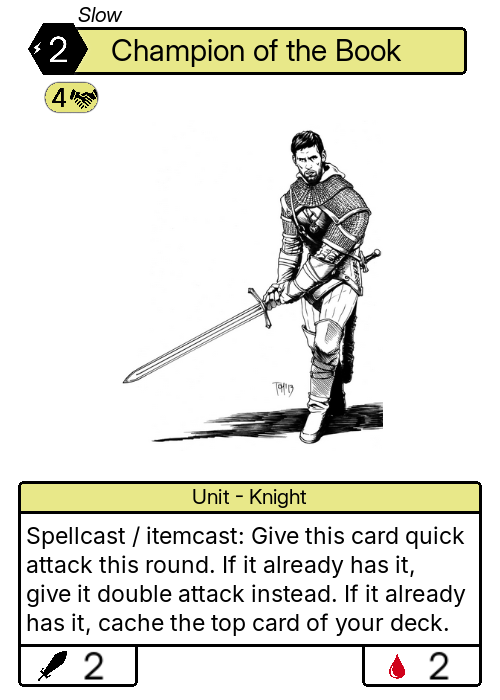 Slow
2 Champion of the Book
4
Unit - Knight
Spellcast / itemcast: Give this card quick
attack this round. If it already has it,
give it double attack instead. If it already
has it, cache the top card of your deck.
2 2